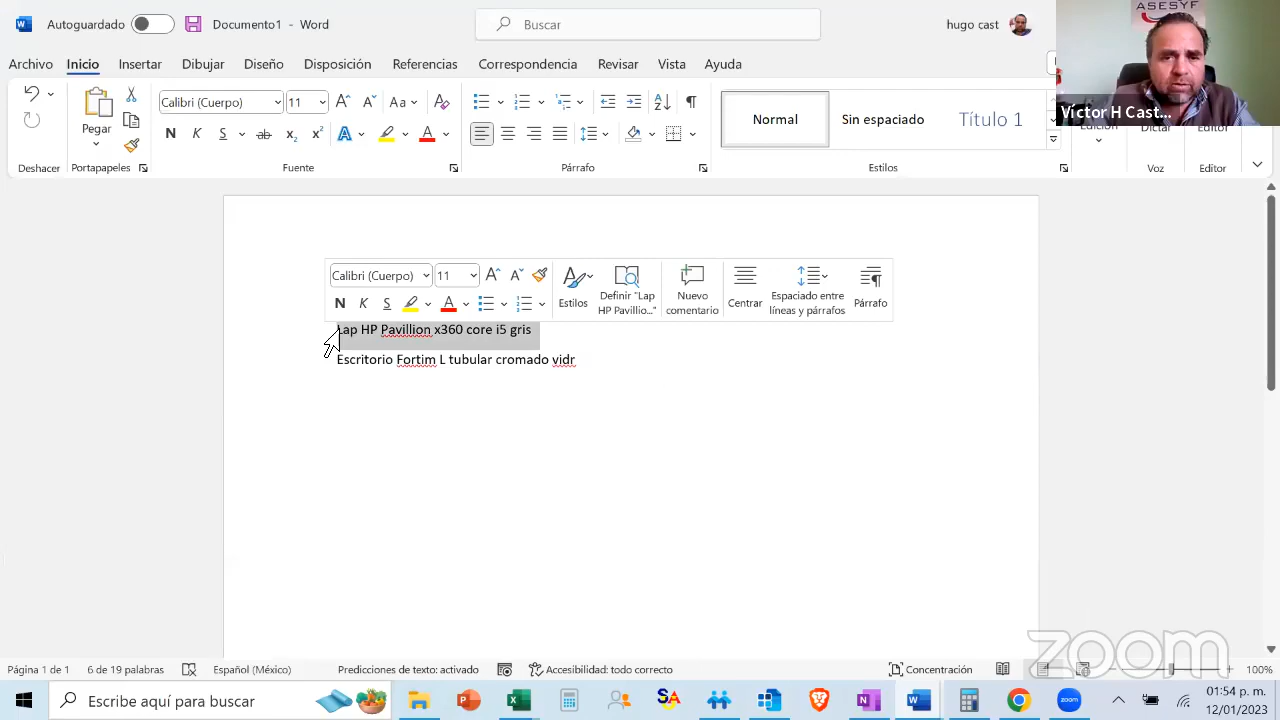 Autoguardado
Documento1 - Word
Buscar
hugo cast
ASESYF
Archivo Inicio Insertar Dibujar Diseño Disposición Referencias Correspondencia Revisar Vista Ayuda
Calibri (Cuerpo) 11
Pegar
Normal
Sin espaciado
Título 1
Víctor H Cast...
Edición
Dictar
Editor
Deshacer Portapapeles Fuente Párrafo Estilos Voz Editor
Calibri (Cuerpo) 11
N K S
Estilos
Definir "Lap
HP Pavillio..."
Nuevo
comentario
Centrar
Espaciado entre
líneas y párrafos
Párrafo
Lap HP Pavillion x360 core i5 gris
Escritorio Fortim L tubular cromado vidr
zoom
Página 1 de 1 6 de 19 palabras Español (México) Predicciones de texto: activado Accesibilidad: todo correcto Concentración 100%
Escribe aquí para buscar
01:54 p. m.
12/01/2023